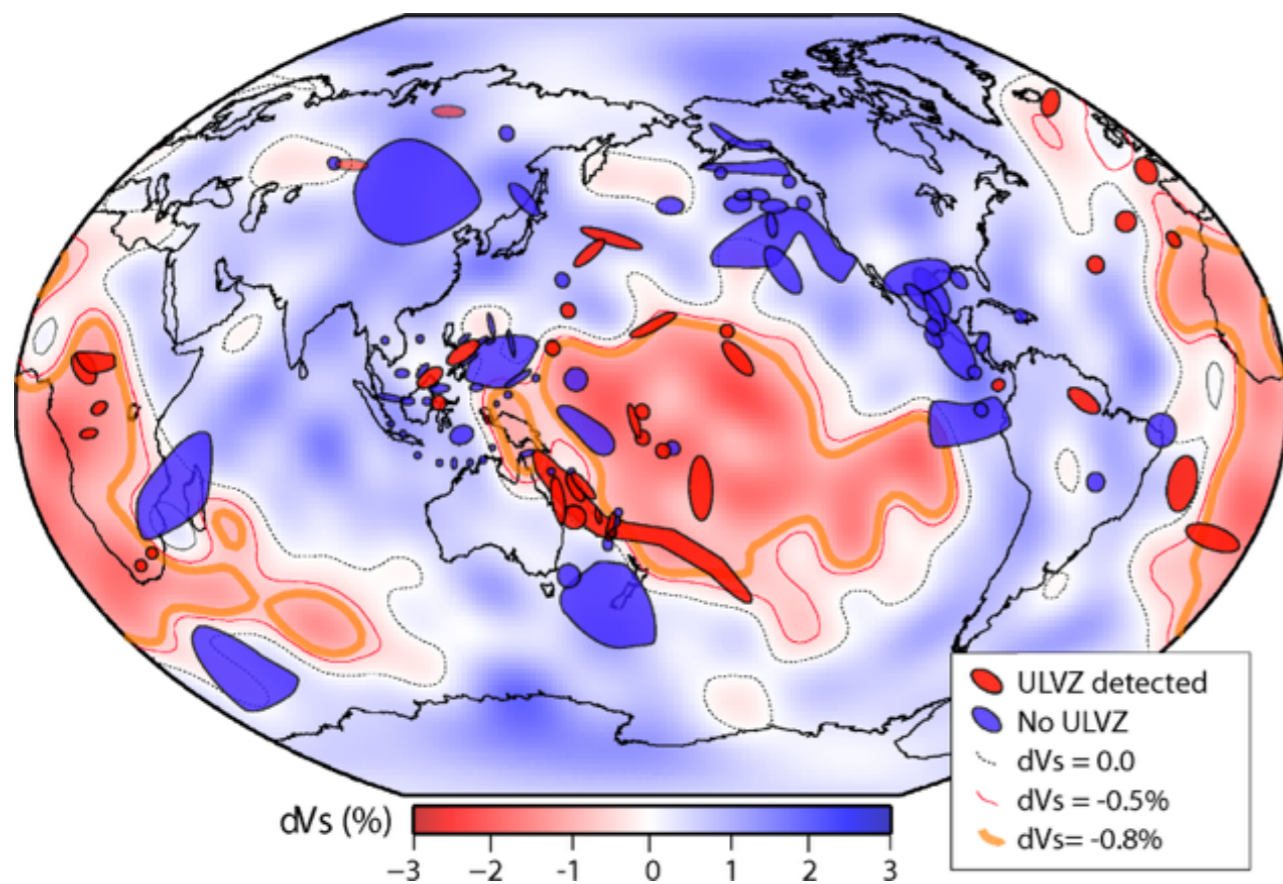 ULVZ detected
No ULVZ
dVs = 0.0
dVs = -0.5%
dVs= -0.8%
dVs (%)
−3 −2 −1 0 1 2 3